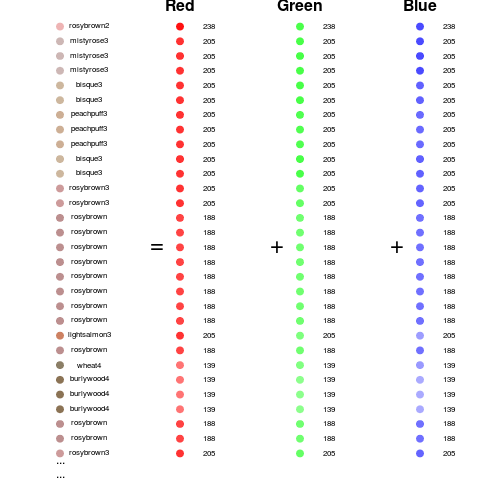 Red Green Blue
rosybrown2 238 238 238
mistyrose3 205 205 205
mistyrose3 205 205 205
mistyrose3 205 205 205
bisque3 205 205 205
bisque3 205 205 205
peachpuff3 205 205 205
peachpuff3 205 205 205
peachpuff3 205 205 205
bisque3 205 205 205
bisque3 205 205 205
rosybrown3 205 205 205
rosybrown3 205 205 205
rosybrown 188 188 188
rosybrown 188 188 188
rosybrown = 188 + 188 + 188
rosybrown 188 188 188
rosybrown 188 188 188
rosybrown 188 188 188
rosybrown 188 188 188
rosybrown 188 188 188
lightsalmon3 205 205 205
rosybrown 188 188 188
wheat4 139 139 139
burlywood4 139 139 139
burlywood4 139 139 139
burlywood4 139 139 139
rosybrown 188 188 188
rosybrown 188 188 188
rosybrown3 205 205 205
...
...